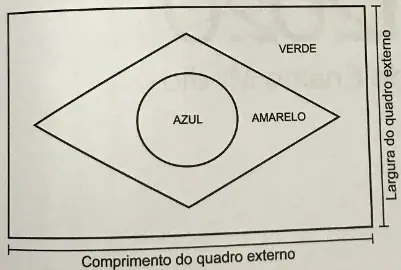 VERDE
AZUL
AMARELO
Largura do quadro externo
Comprimento do quadro externo